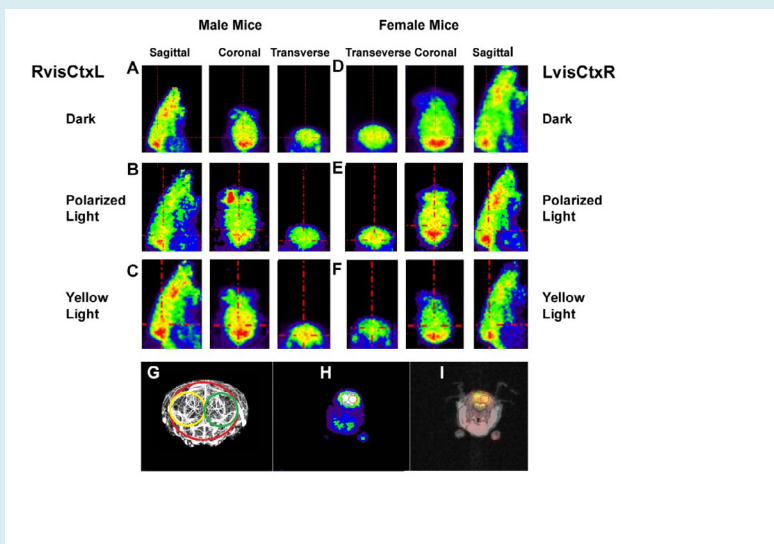 Male Mice Female Mice
Sagittal Coronal Transverse Transeverse Coronal Sagittal
RvisCtxL A D LvisCtxR
Dark Dark
B E
Polarized Light Polarized Light
C F
Yellow Light Yellow Light
G H I